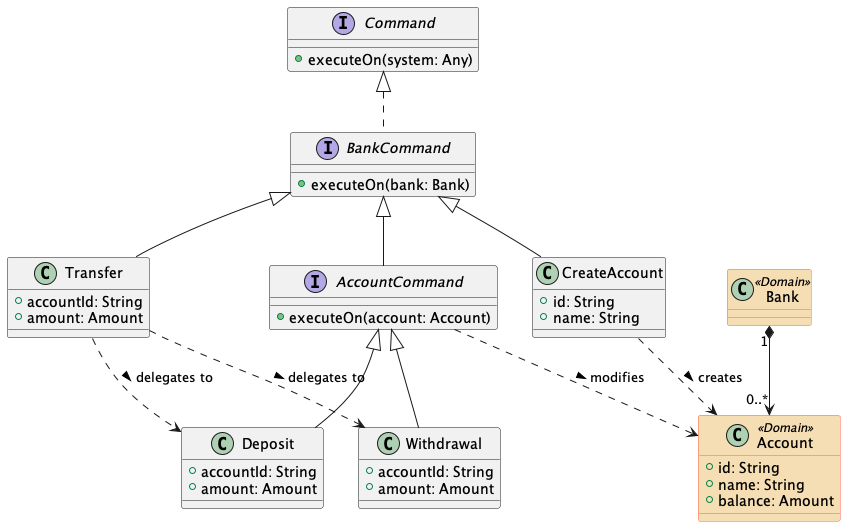 I Command
executeOn(system: Any)
I BankCommand
executeOn(bank: Bank)
C Transfer
accountId: String
amount: Amount
I AccountCommand
executeOn(account: Account)
C CreateAccount
id: String
name: String
C «Domain»
Bank
1
0..*
delegates to
delegates to
modifies
creates
C Deposit
accountId: String
amount: Amount
C Withdrawal
accountId: String
amount: Amount
C «Domain»
Account
id: String
name: String
balance: Amount